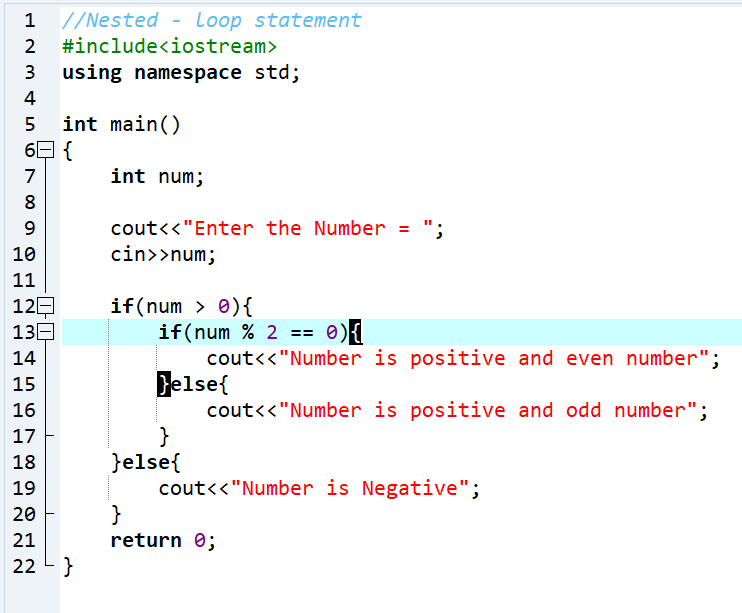 1 //Nested - loop statement
2 #include<iostream>
3 using namespace std;
4
5 int main()
6 {
7     int num;
8
9     cout<<"Enter the Number = ";
10     cin>>num;
11
12     if(num > 0){
13         if(num % 2 == 0){
14             cout<<"Number is positive and even number";
15         }else{
16             cout<<"Number is positive and odd number";
17         }
18     }else{
19         cout<<"Number is Negative";
20     }
21     return 0;
22 }